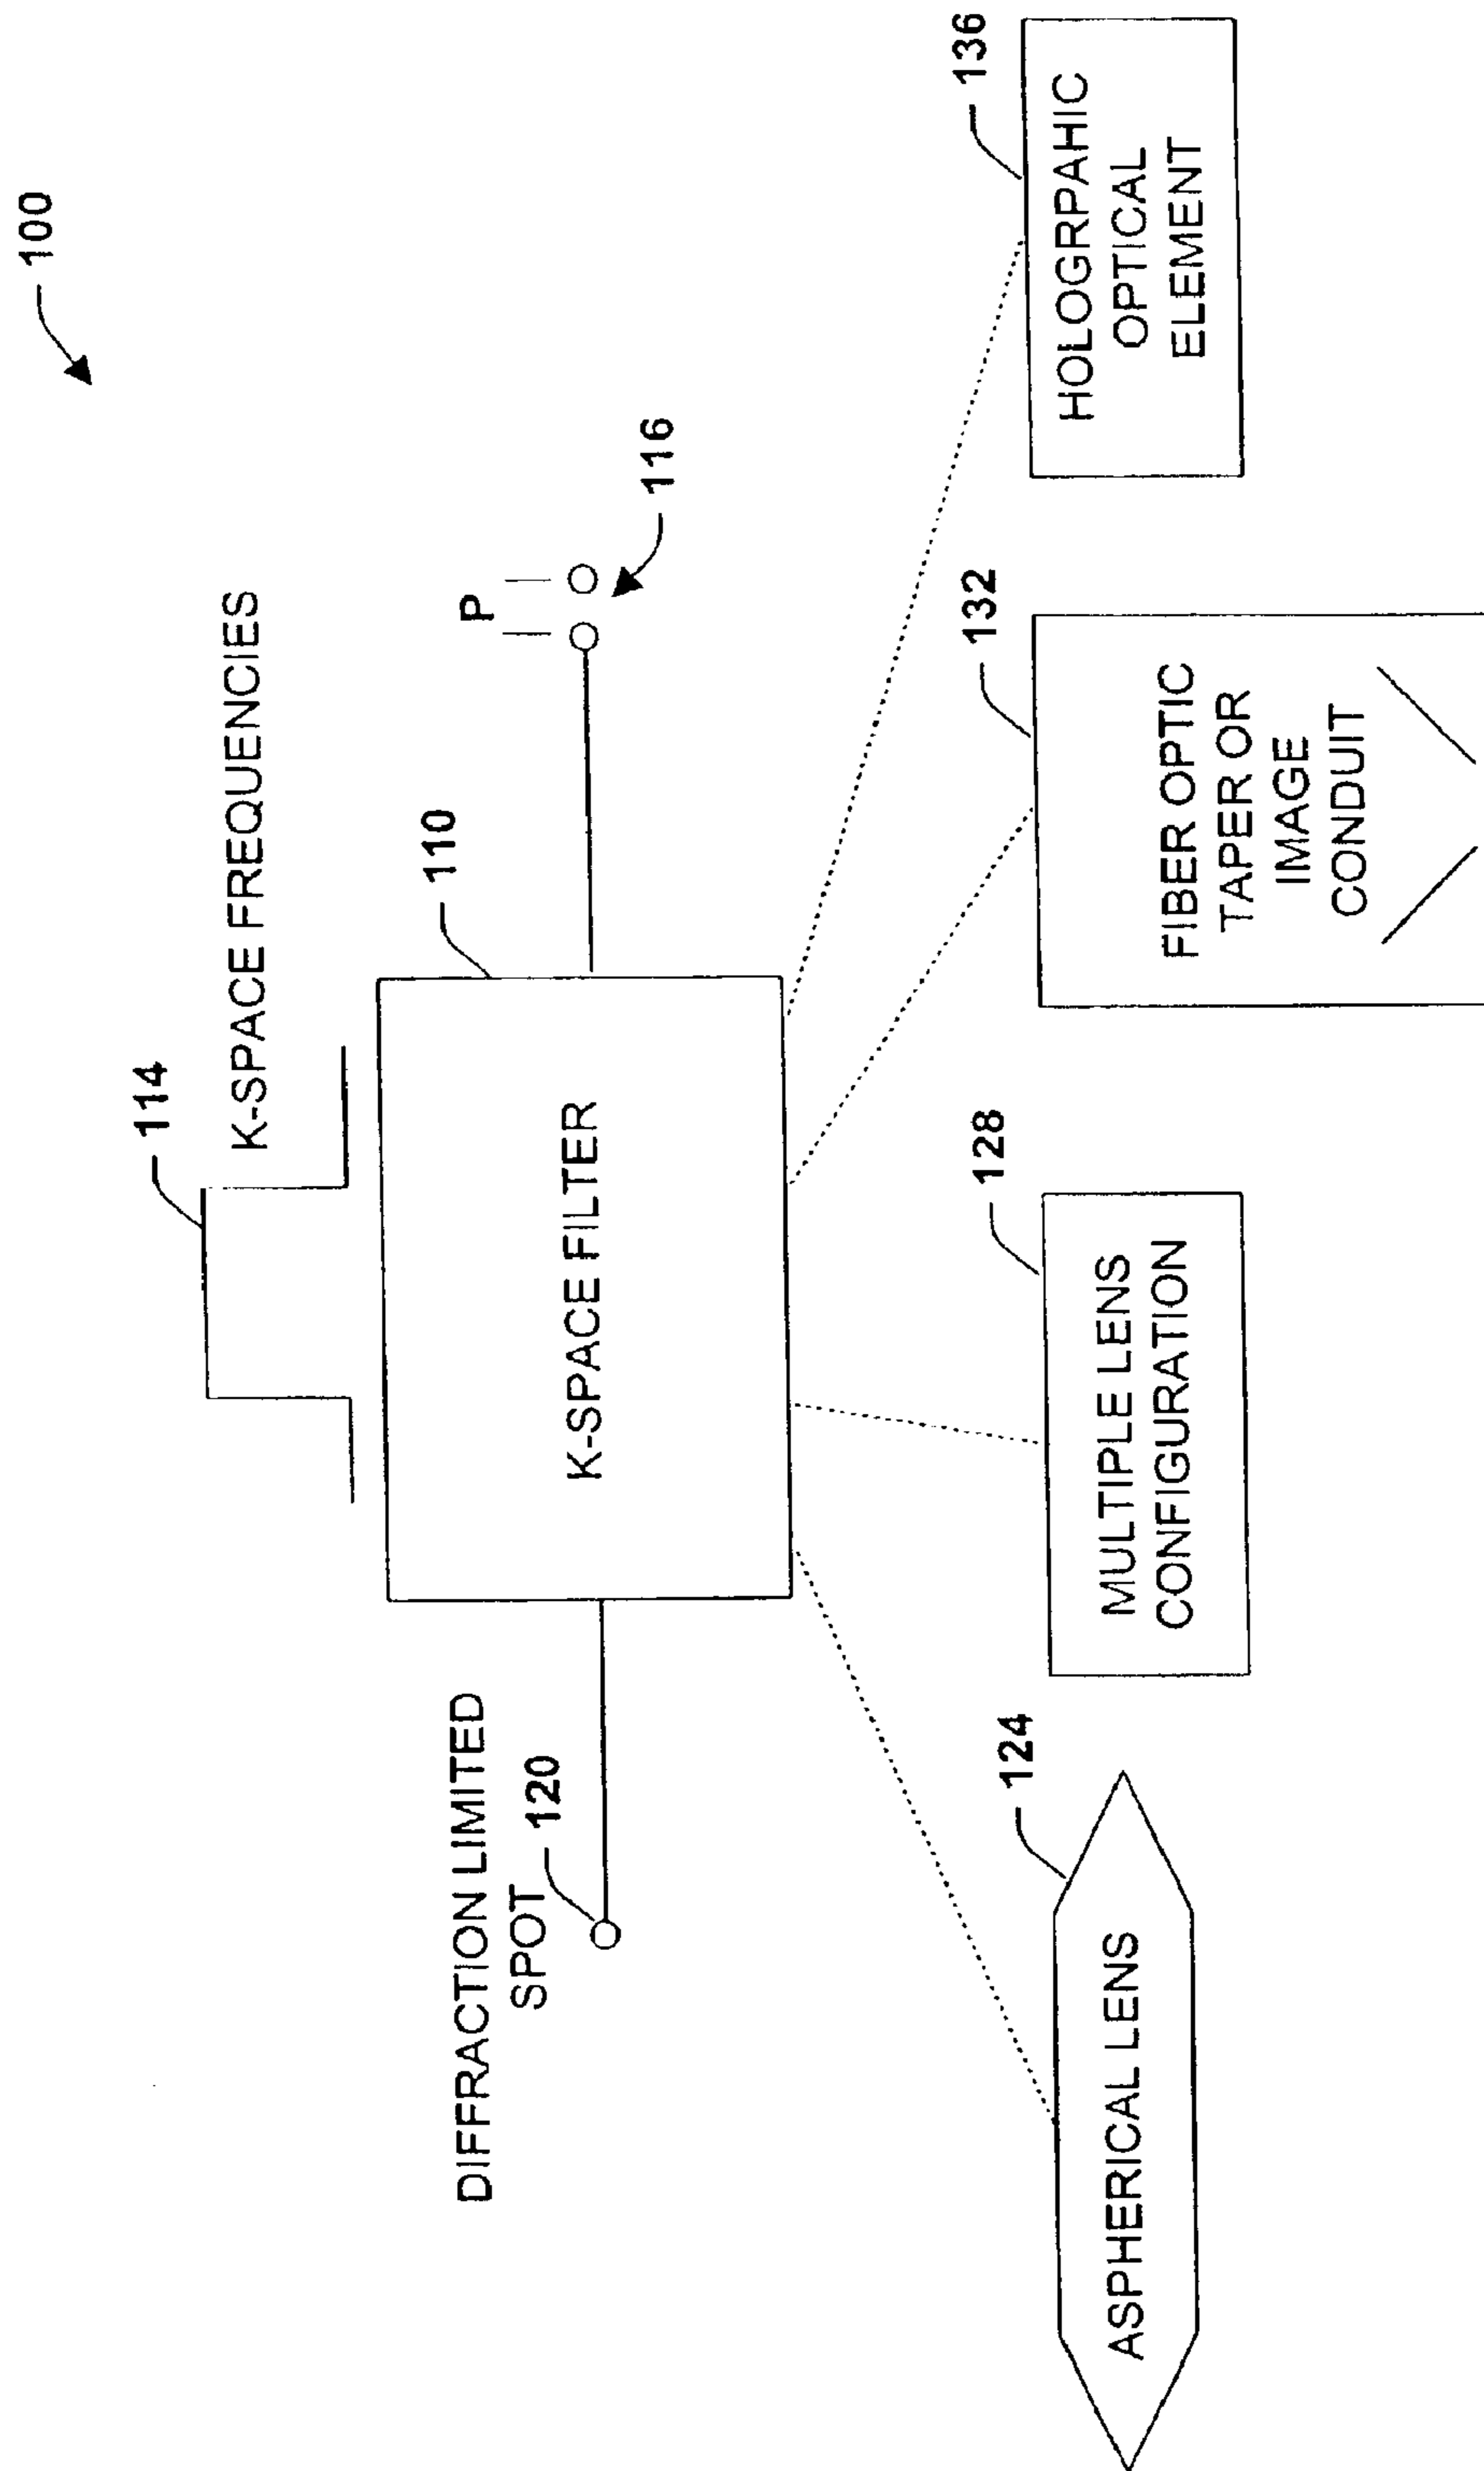 100
114
K-SPACE FREQUENCIES
110
P
116
K-SPACE FILTER
DIFFRACTION LIMITED
SPOT
120
124
ASPHERICAL LENS
128
MULTIPLE LENS
CONFIGURATION
132
FIBER OPTIC
TAPER OR
IMAGE
CONDUIT
136
HOLOGRPAHIC
OPTICAL
ELEMENT